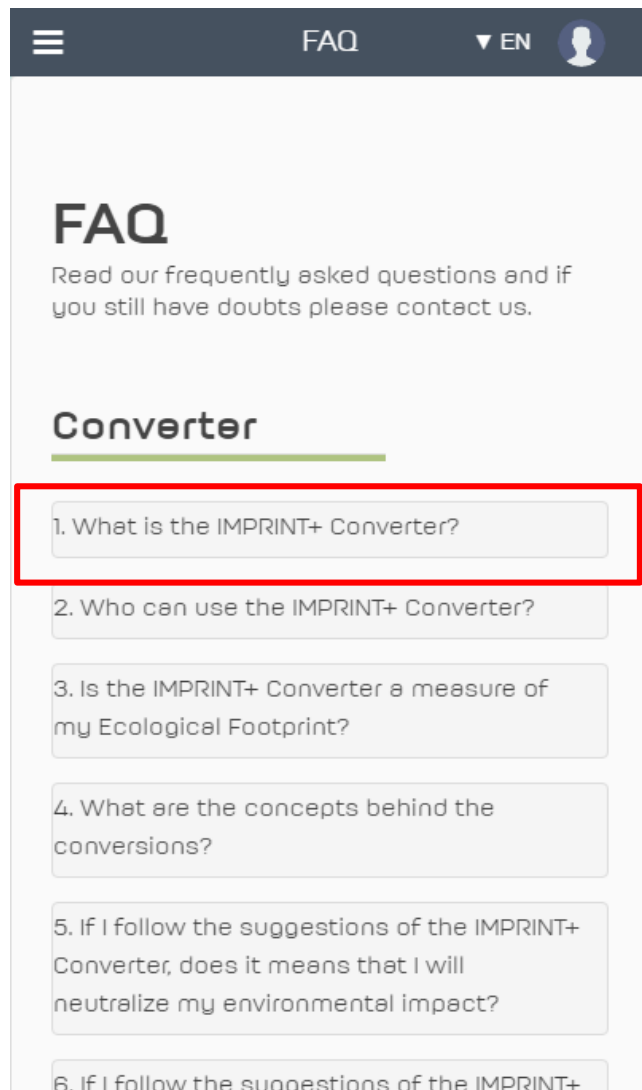 FAQ ▼ EN
FAQ
Read our frequently asked questions and if
you still have doubts please contact us.
Converter
1. What is the IMPRINT+ Converter?
2. Who can use the IMPRINT+ Converter?
3. Is the IMPRINT+ Converter a measure of
my Ecological Footprint?
4. What are the concepts behind the
conversions?
5. If I follow the suggestions of the IMPRINT+
Converter, does it means that I will
neutralize my environmental impact?
6. If I follow the suggestions of the IMPRINT+